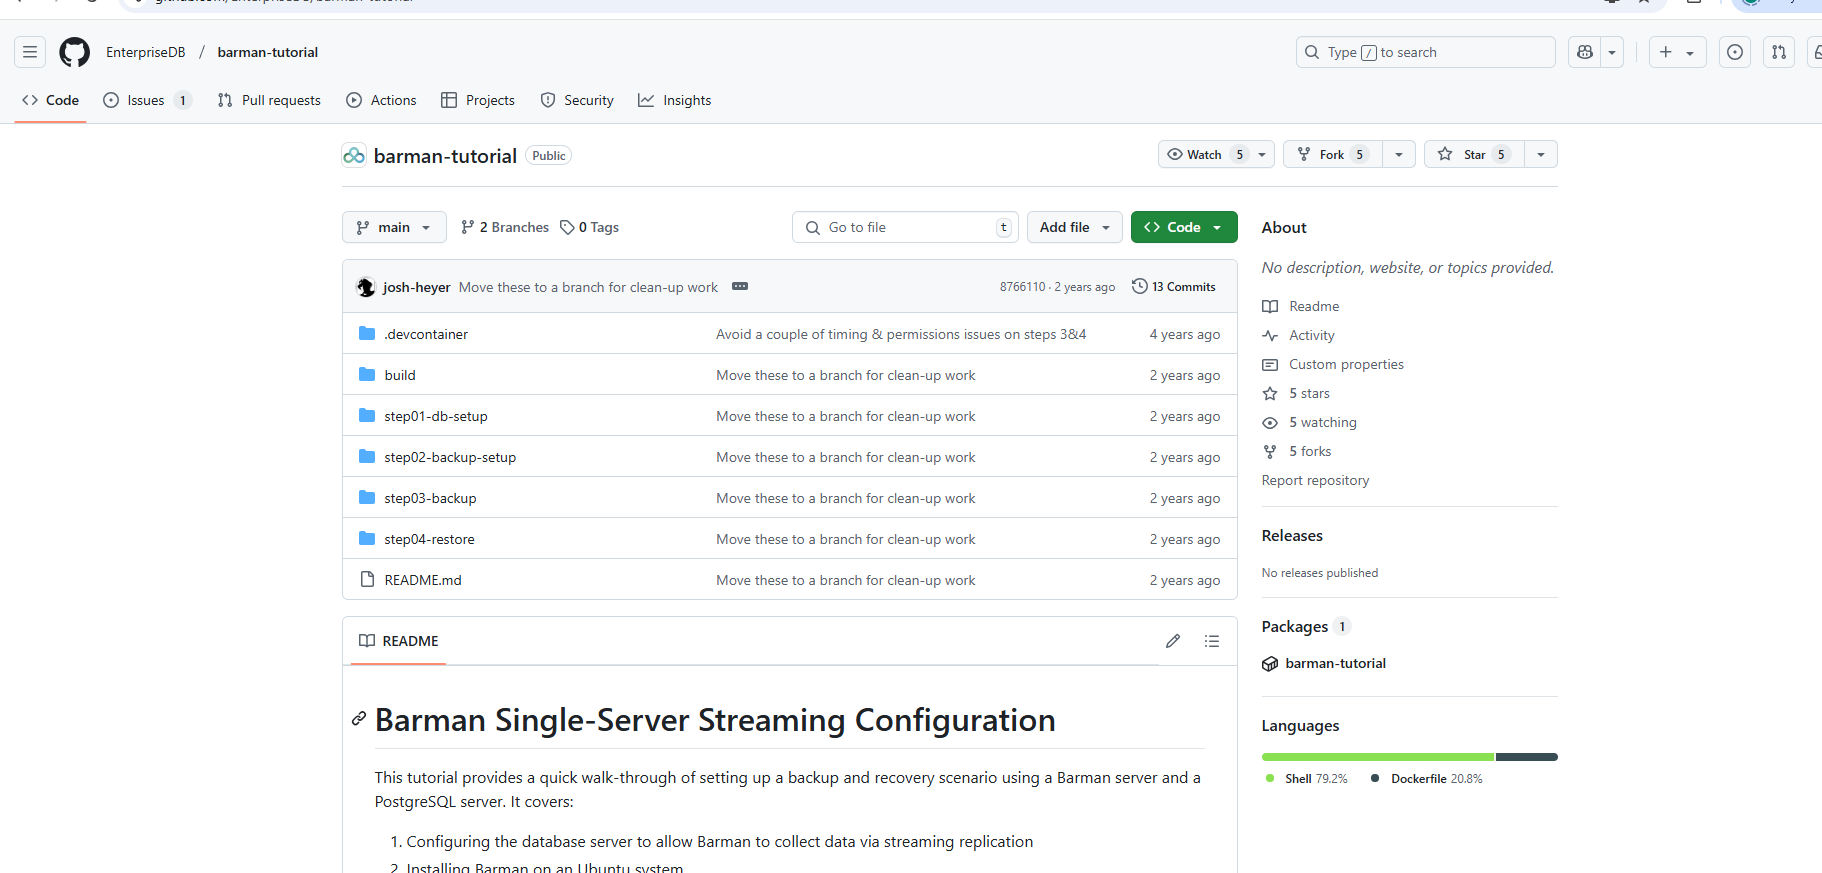 EnterpriseDB / barman-tutorial
Type / to search
Code
Issues 1
Pull requests
Actions
Projects
Security
Insights
barman-tutorial Public
Watch 5
Fork 5
Star 5
main
2 Branches
0 Tags
Go to file t
Add file
Code
josh-heyer Move these to a branch for clean-up work
8766110 · 2 years ago
13 Commits
.devcontainer Avoid a couple of timing & permissions issues on steps 3&4 4 years ago
build Move these to a branch for clean-up work 2 years ago
step01-db-setup Move these to a branch for clean-up work 2 years ago
step02-backup-setup Move these to a branch for clean-up work 2 years ago
step03-backup Move these to a branch for clean-up work 2 years ago
step04-restore Move these to a branch for clean-up work 2 years ago
README.md Move these to a branch for clean-up work 2 years ago
README
Barman Single-Server Streaming Configuration
This tutorial provides a quick walk-through of setting up a backup and recovery scenario using a Barman server and a
PostgreSQL server. It covers:
1. Configuring the database server to allow Barman to collect data via streaming replication
2. Installing Barman on an Ubuntu system
About
No description, website, or topics provided.
Readme
Activity
Custom properties
5 stars
5 watching
5 forks
Report repository
Releases
No releases published
Packages 1
barman-tutorial
Languages
Shell 79.2%
Dockerfile 20.8%